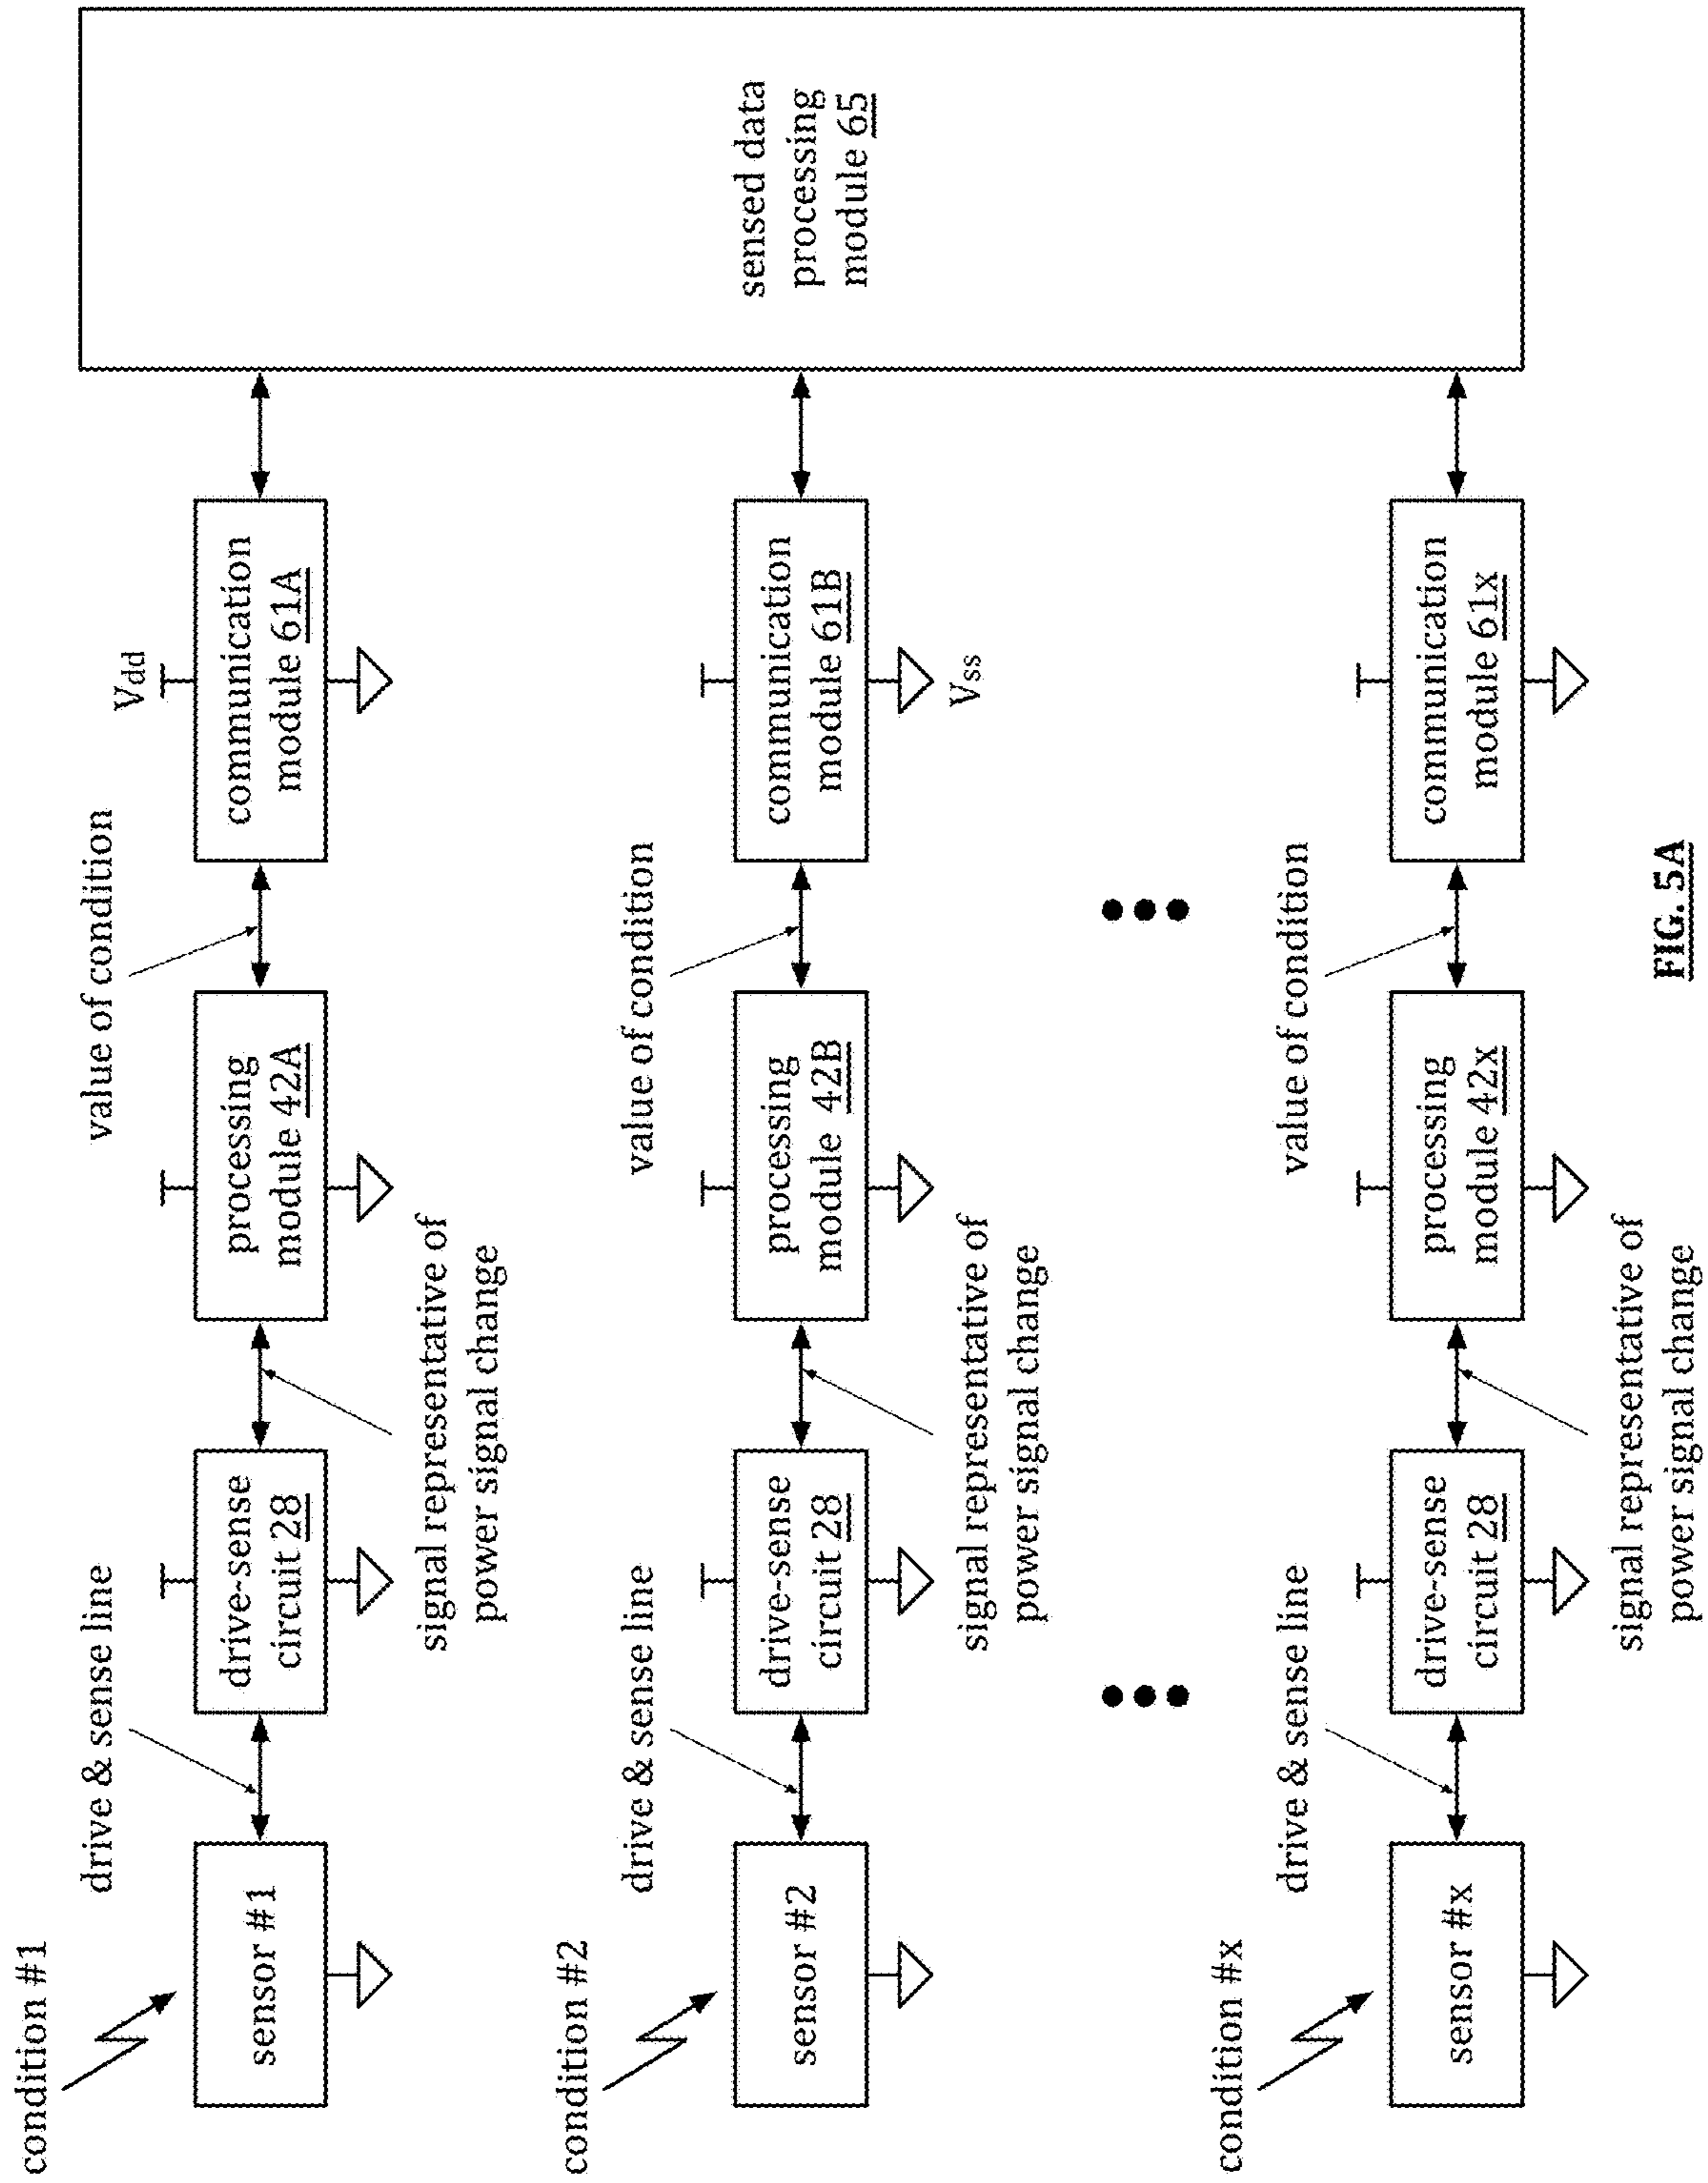 condition #1
drive & sense line
value of condition
Vdd
sensor #1
drive-sense
circuit 28
processing
module 42A
communication
module 61A
signal representative of
power signal change
sensed data
processing
module 65
condition #2
drive & sense line
value of condition
sensor #2
drive-sense
circuit 28
processing
module 42B
communication
module 61B
Vss
signal representative of
power signal change
condition #x
drive & sense line
value of condition
sensor #x
drive-sense
circuit 28
processing
module 42x
communication
module 61x
signal representative of
power signal change
FIG. 5A